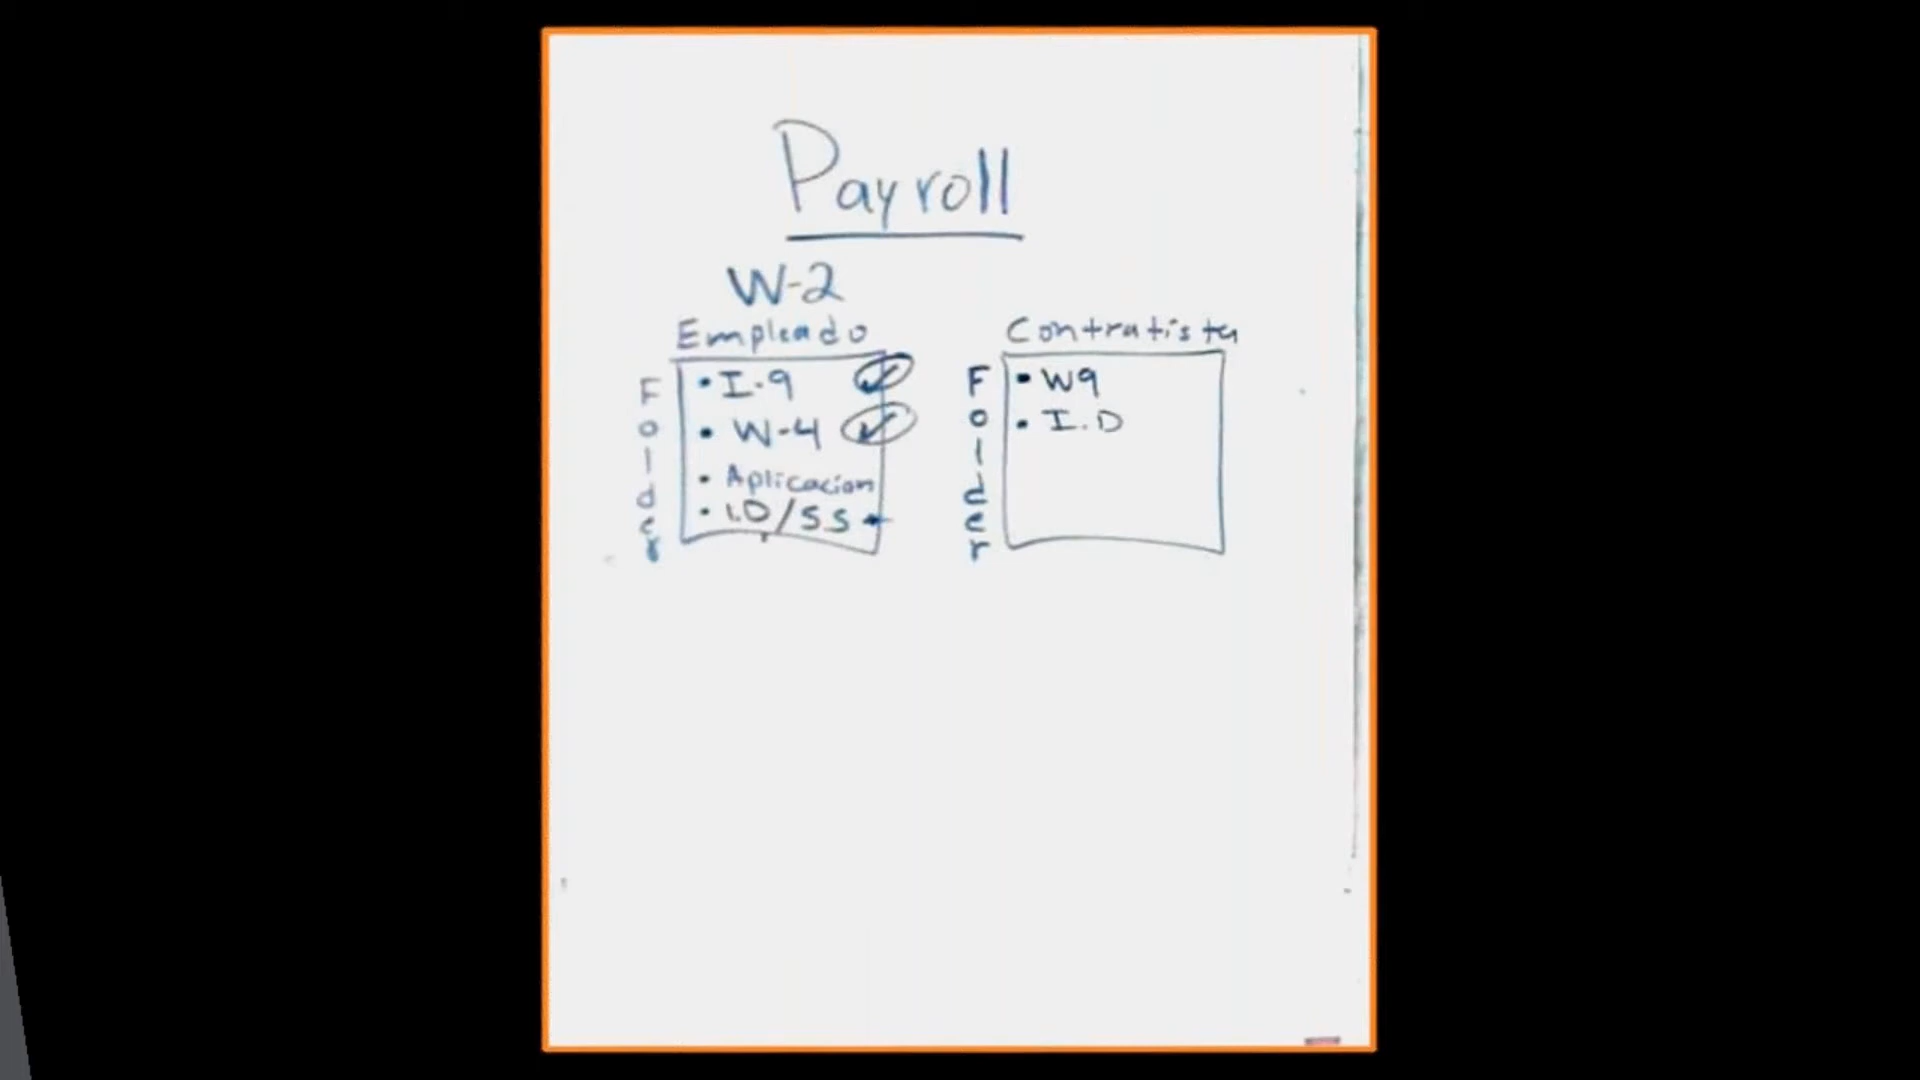 Payroll
W-2
Empleado
Folder
• I-9
• W-4
• Aplicacion
• I.D/SS
Contratista
Folder
• W9
• I.D